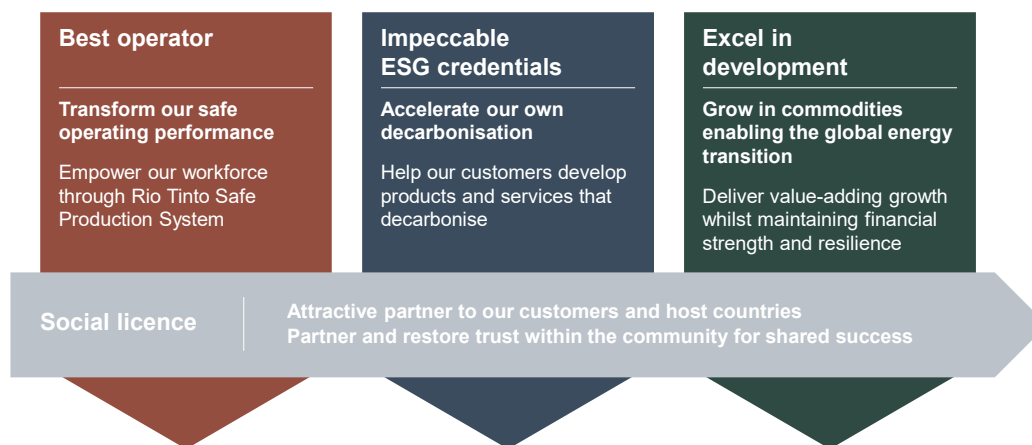 Best operator
Transform our safe
operating performance
Empower our workforce
through Rio Tinto Safe
Production System
Impeccable
ESG credentials
Accelerate our own
decarbonisation
Help our customers develop
products and services that
decarbonise
Excel in
development
Grow in commodities
enabling the global energy
transition
Deliver value-adding growth
whilst maintaining financial
strength and resilience
Social licence
Attractive partner to our customers and host countries
Partner and restore trust within the community for shared success